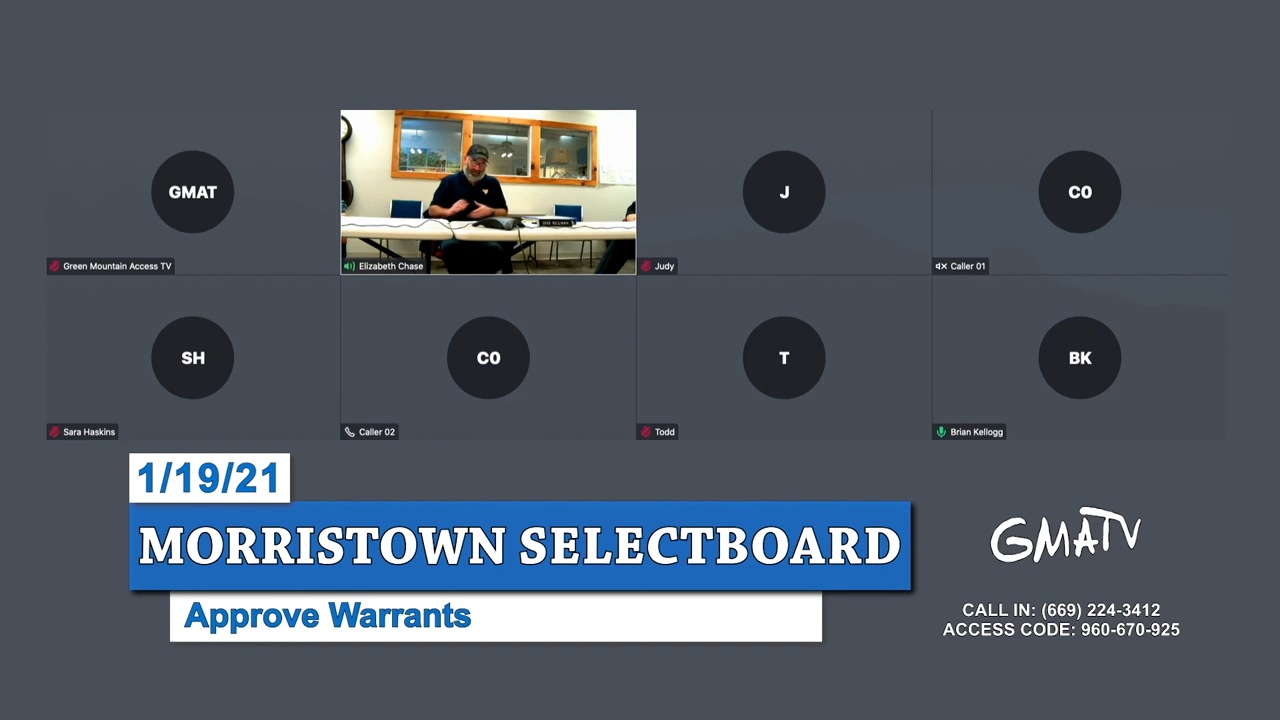 GMAT
J
C0
Green Mountain Access TV
Elizabeth Chase
Judy
Caller 01
SH
C0
T
BK
Sara Haskins
Caller 02
Todd
Brian Kellogg
1/19/21
MORRISTOWN SELECTBOARD
Approve Warrants
GMATV
CALL IN: (669) 224-3412
ACCESS CODE: 960-670-925